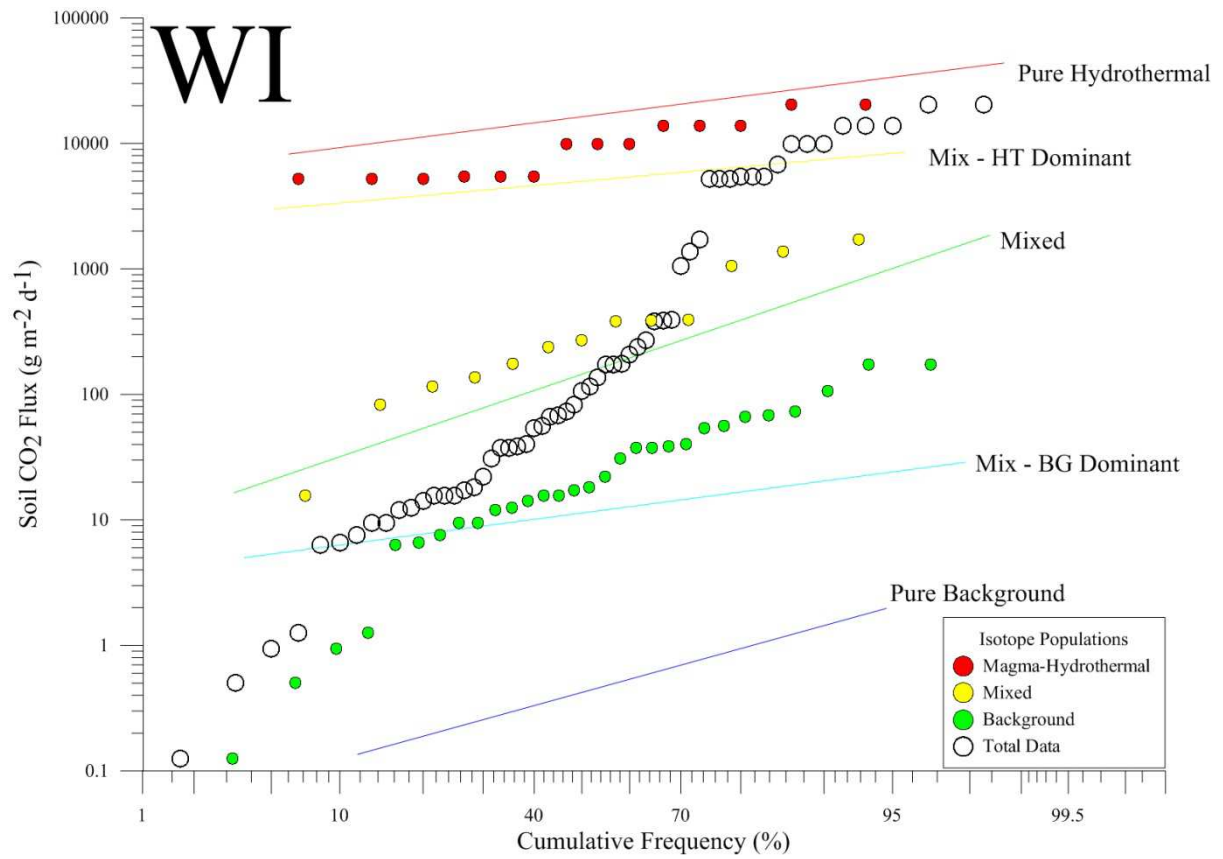 WI
100000
10000
1000
100
10
1
0.1
Soil CO2 Flux (g m-2 d-1)
Pure Hydrothermal
Mix - HT Dominant
Mixed
Mix - BG Dominant
Pure Background
Isotope Populations
Magma-Hydrothermal
Mixed
Background
Total Data
1 10 40 70 95 99.5
Cumulative Frequency (%)